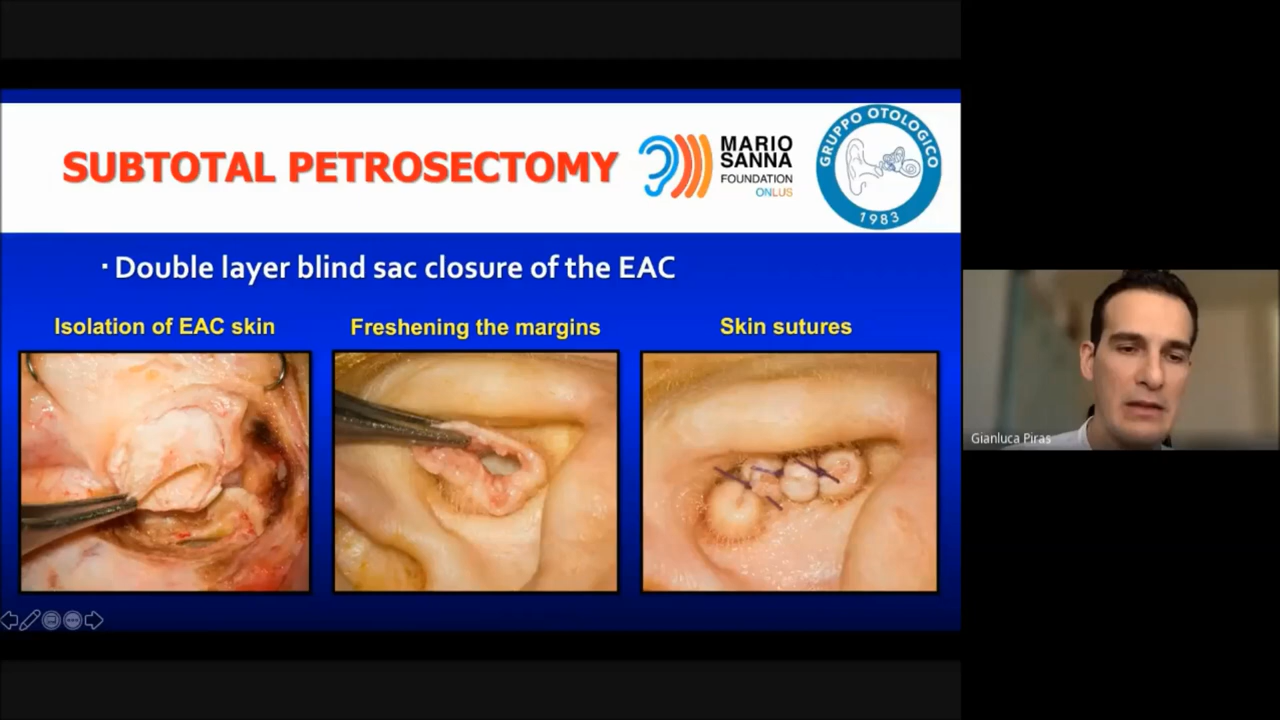 SUBTOTAL PETROSECTOMY
MARIO
SANNA
FOUNDATION
ONLUS
GRUPPO OTOLOGICO
1983
· Double layer blind sac closure of the EAC
Isolation of EAC skin
Freshening the margins
Skin sutures
Gianluca Piras